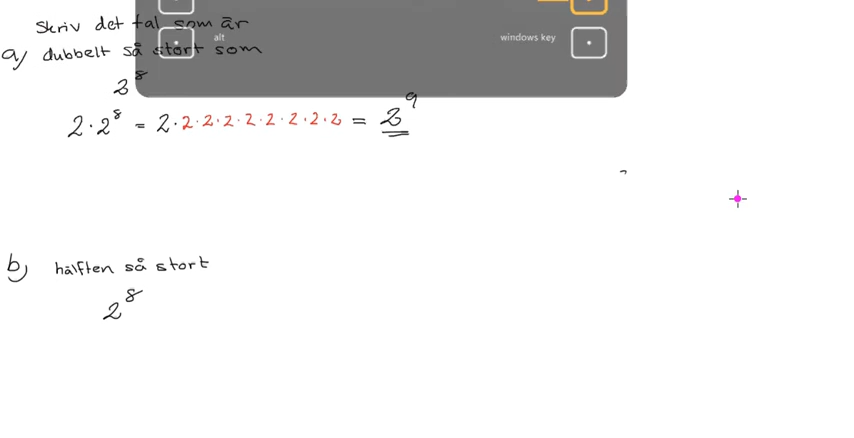 Skriv det tal som är
a) dubbelt så stort som
2⁸
2 · 2⁸ = 2 · 2 · 2 · 2 · 2 · 2 · 2 · 2 · 2 = 2⁹
b) hälften så stort
2⁸
alt
windows key